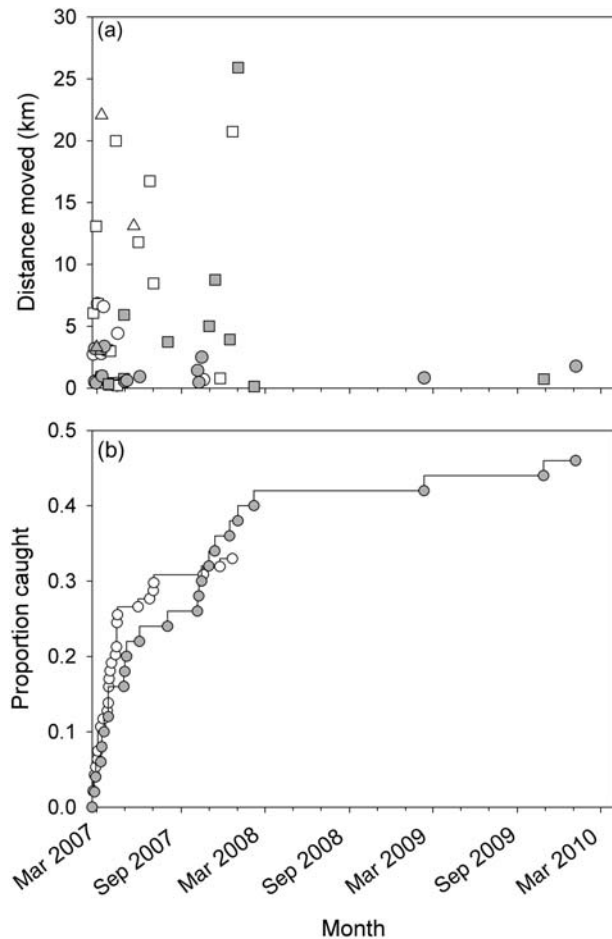 (a)
30
25
20
15
10
5
0
Distance moved (km)
(b)
0.5
0.4
0.3
0.2
0.1
0.0
Proportion caught
Mar 2007
Sep 2007
Mar 2008
Sep 2008
Mar 2009
Sep 2009
Mar 2010
Month